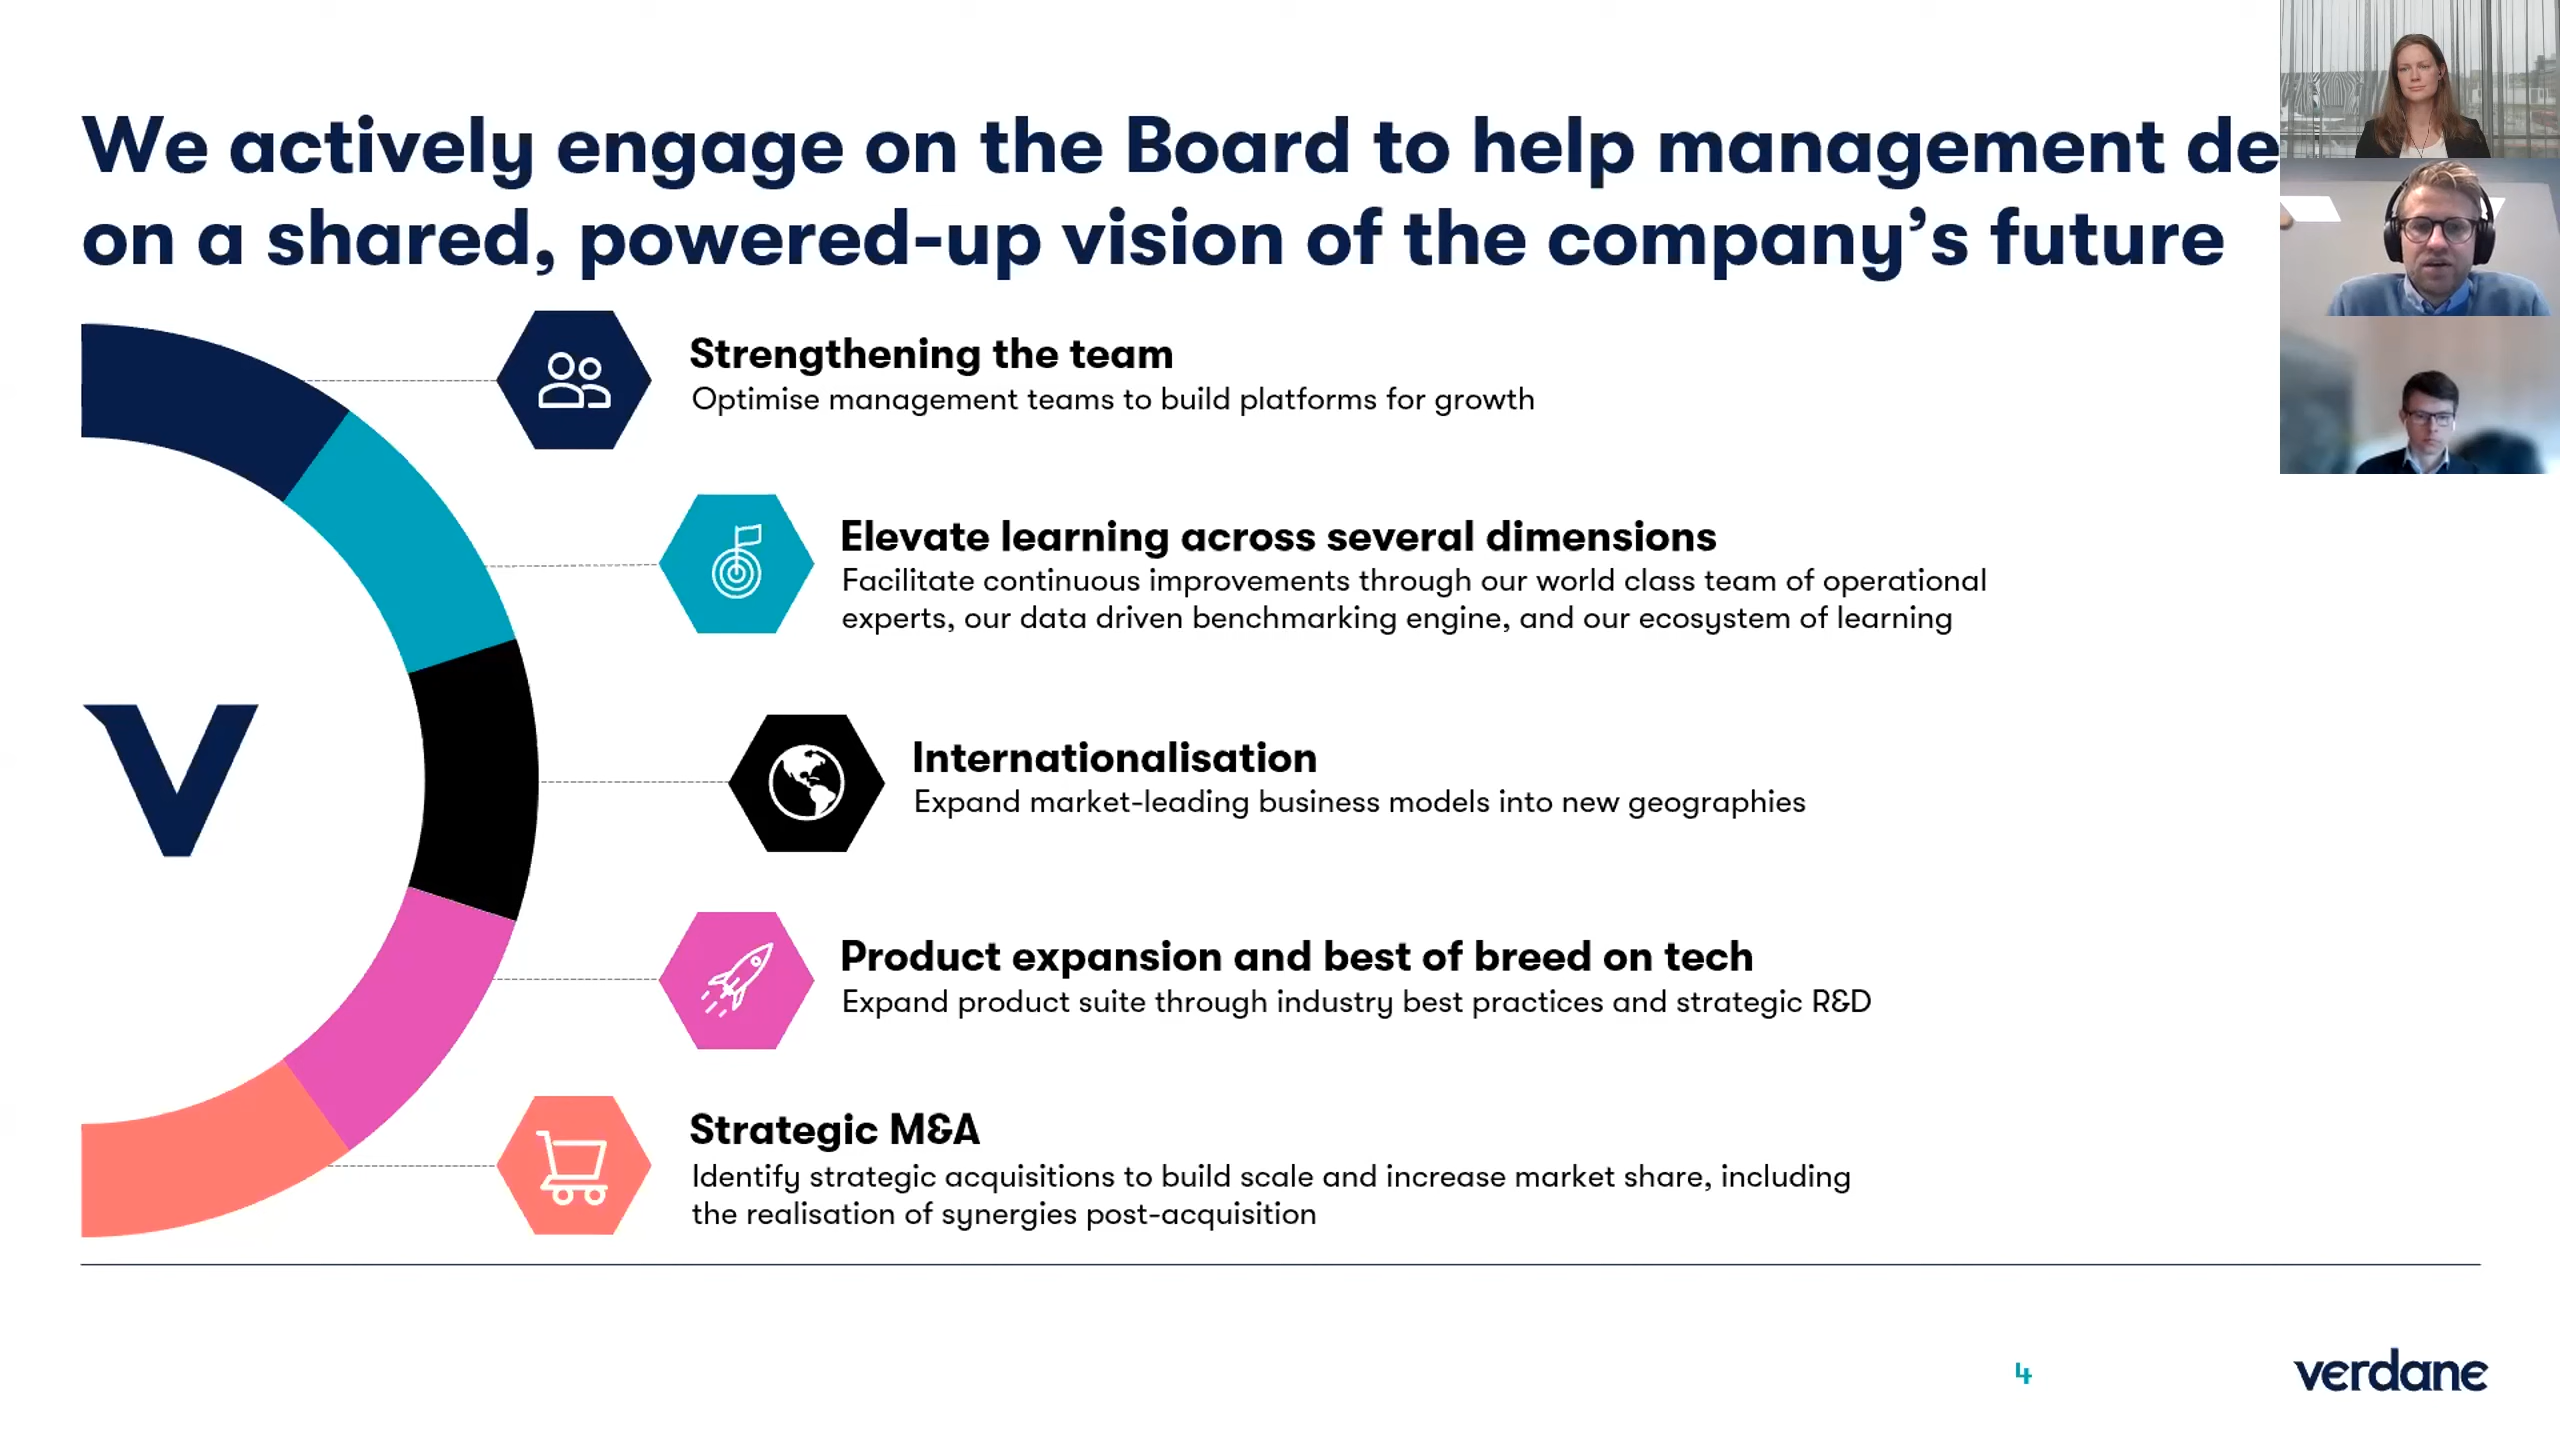 We actively engage on the Board to help management de
on a shared, powered-up vision of the company's future
Strengthening the team
Optimise management teams to build platforms for growth
Elevate learning across several dimensions
Facilitate continuous improvements through our world class team of operational
experts, our data driven benchmarking engine, and our ecosystem of learning
V
Internationalisation
Expand market-leading business models into new geographies
Product expansion and best of breed on tech
Expand product suite through industry best practices and strategic R&D
Strategic M&A
Identify strategic acquisitions to build scale and increase market share, including
the realisation of synergies post-acquisition
4
verdane